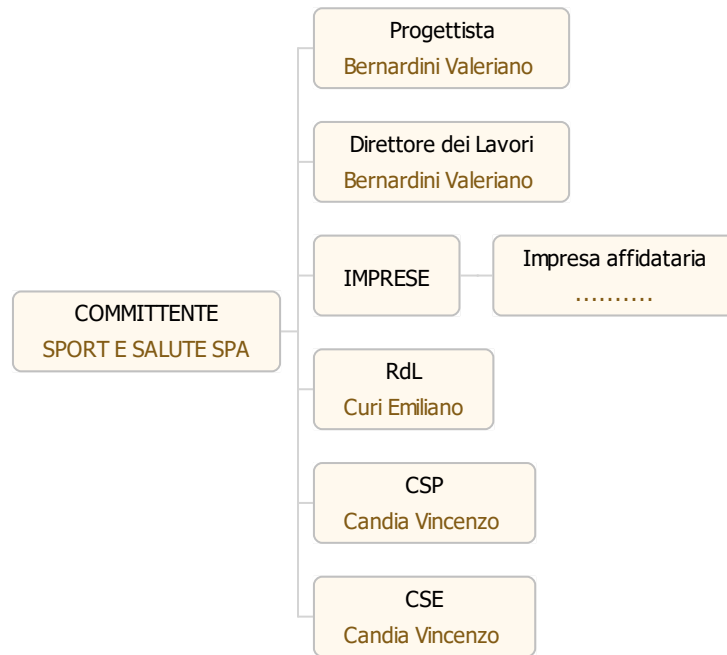 Progettista
Bernardini Valeriano
Direttore dei Lavori
Bernardini Valeriano
IMPRESE
Impresa affidataria
..........
COMMITTENTE
SPORT E SALUTE SPA
RdL
Curi Emiliano
CSP
Candia Vincenzo
CSE
Candia Vincenzo